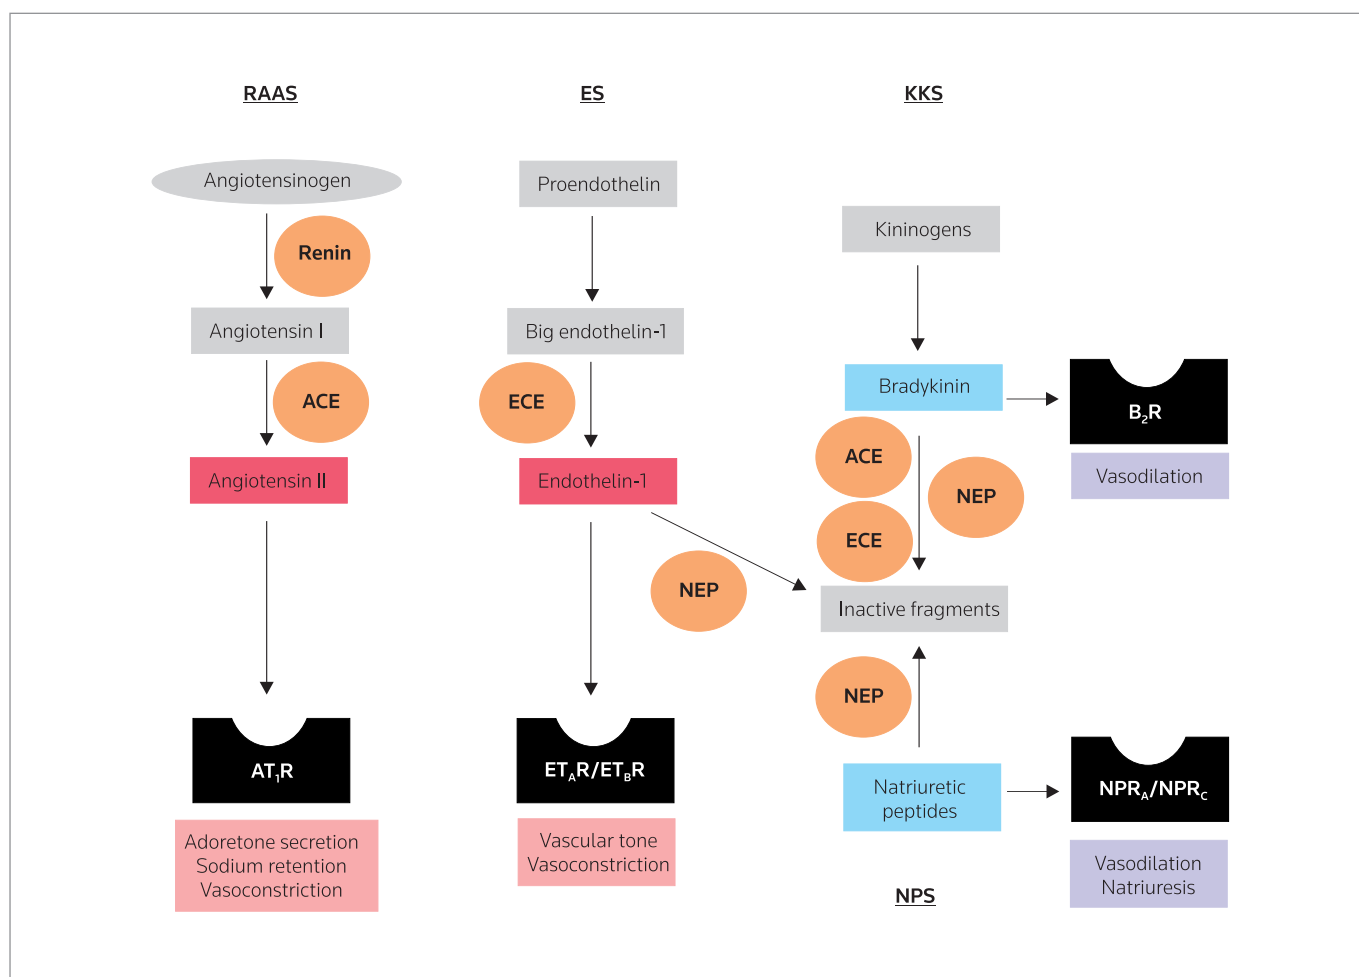 RAAS
ES
KKS
Angiotensinogen
Proendothelin
Kininogens
Renin
Angiotensin I
Big endothelin-1
Bradykinin
B₂R
ACE
ECE
ACE
NEP
Vasodilation
Angiotensin II
Endothelin-1
ECE
NEP
Inactive fragments
NEP
AT₁R
ETAR/ETBR
Natriuretic
peptides
NPRA/NPRC
Adoretone secretion
Sodium retention
Vasoconstriction
Vascular tone
Vasoconstriction
Vasodilation
Natriuresis
NPS